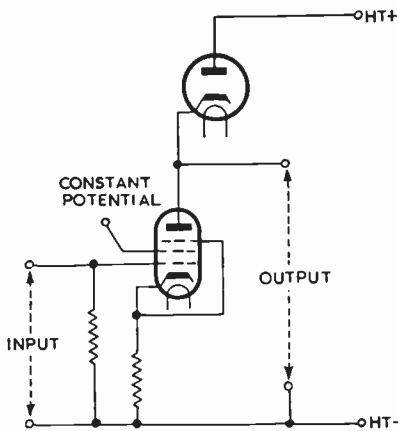 HT+
CONSTANT
POTENTIAL
OUTPUT
INPUT
HT-